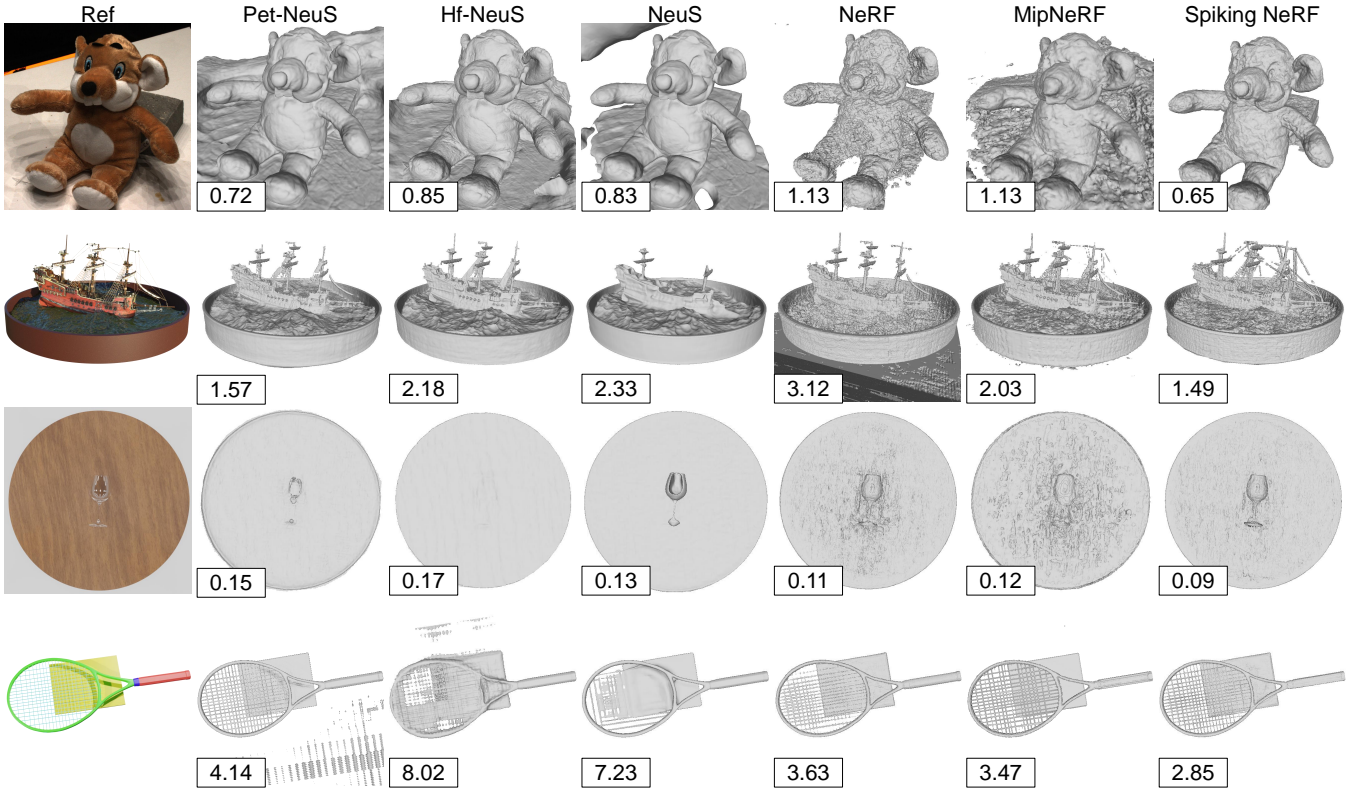 Ref Pet-NeuS Hf-NeuS NeuS NeRF MipNeRF Spiking NeRF
0.72 0.85 0.83 1.13 1.13 0.65
1.57 2.18 2.33 3.12 2.03 1.49
0.15 0.17 0.13 0.11 0.12 0.09
4.14 8.02 7.23 3.63 3.47 2.85